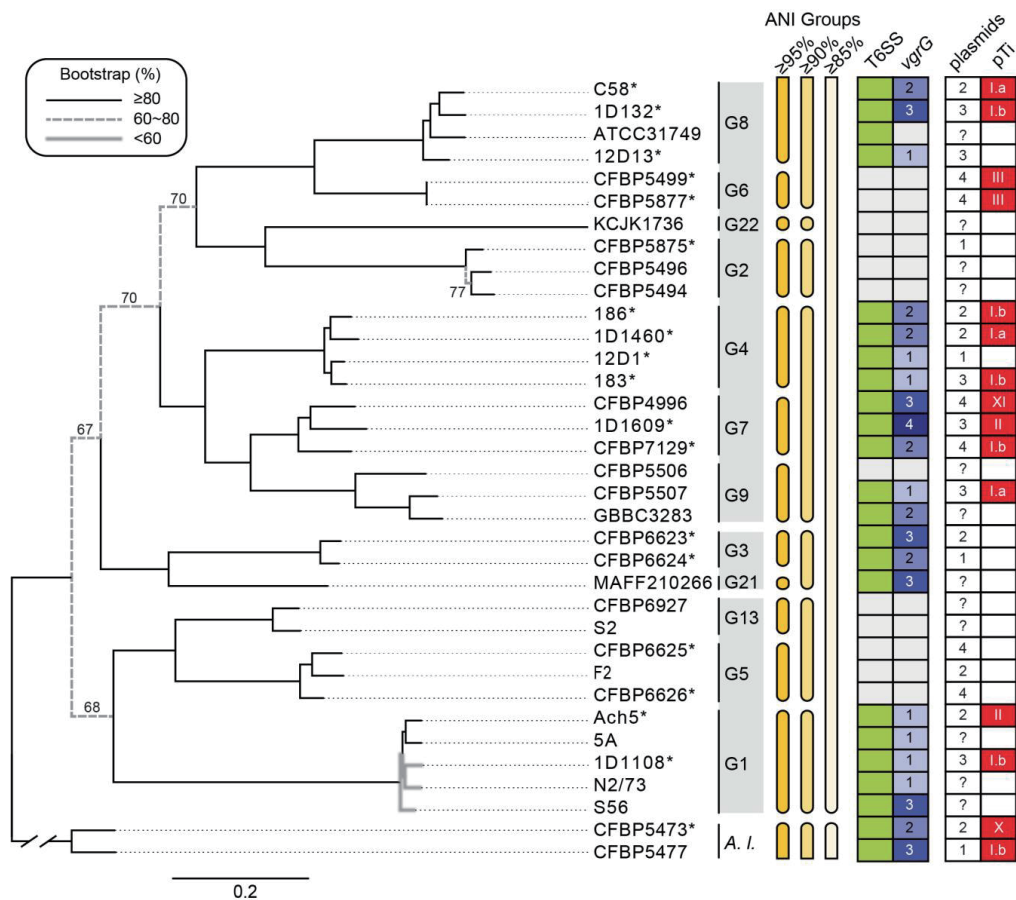 ANI Groups
≥95% ≥90% ≥85% T6SS vgrG plasmids pTi
Bootstrap (%)
≥80
60~80
<60
C58* G8 2 2 I.a
1D132* 3 3 I.b
ATCC31749 ?
12D13* 1 3
CFBP5499* G6 4 III
CFBP5877* 4 III
KCJK1736 G22 ?
CFBP5875* G2 1
CFBP5496 ?
CFBP5494 ?
186* G4 2 2 I.b
1D1460* 2 2 I.a
12D1* 1 1
183* 1 3 I.b
CFBP4996 G7 3 4 XI
1D1609* 4 3 II
CFBP7129* 2 4 I.b
CFBP5506 G9 ?
CFBP5507 1 3 I.a
GBBC3283 2 ?
CFBP6623* G3 3 2
CFBP6624* 2 1
MAFF210266 G21 3 ?
CFBP6927 G13 ?
S2 ?
CFBP6625* G5 4
F2 2
CFBP6626* 4
Ach5* G1 1 2 II
5A 1 ?
1D1108* 1 3 I.b
N2/73 1 ?
S56 3 ?
CFBP5473* A. l. 2 2 X
CFBP5477 3 1 I.b
70
70
77
67
68
0.2